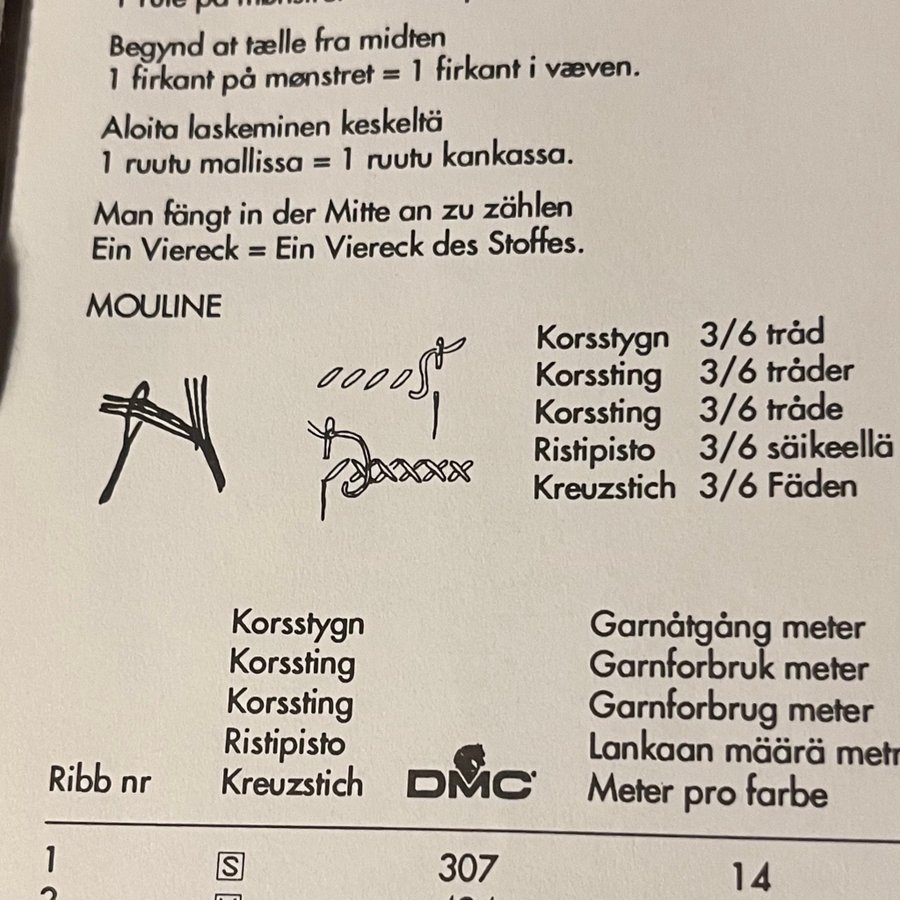 Begynd at tælle fra midten
1 firkant på mønstret = 1 firkant i væven.
Aloita laskeminen keskeltä
1 ruutu mallissa = 1 ruutu kankassa.
Man fängt in der Mitte an zu zählen
Ein Viereck = Ein Viereck des Stoffes.
MOULINE
Korsstygn 3/6 tråd
Korssting 3/6 tråder
Korssting 3/6 tråde
Ristipisto 3/6 säikeellä
Kreuzstich 3/6 Fäden
Korsstygn Garnåtgång meter
Korssting Garnforbruk meter
Korssting Garnforbrug meter
Ristipisto Lankaan määrä
Ribb nr Kreuzstich DMC Meter pro farbe
1 S 307 14